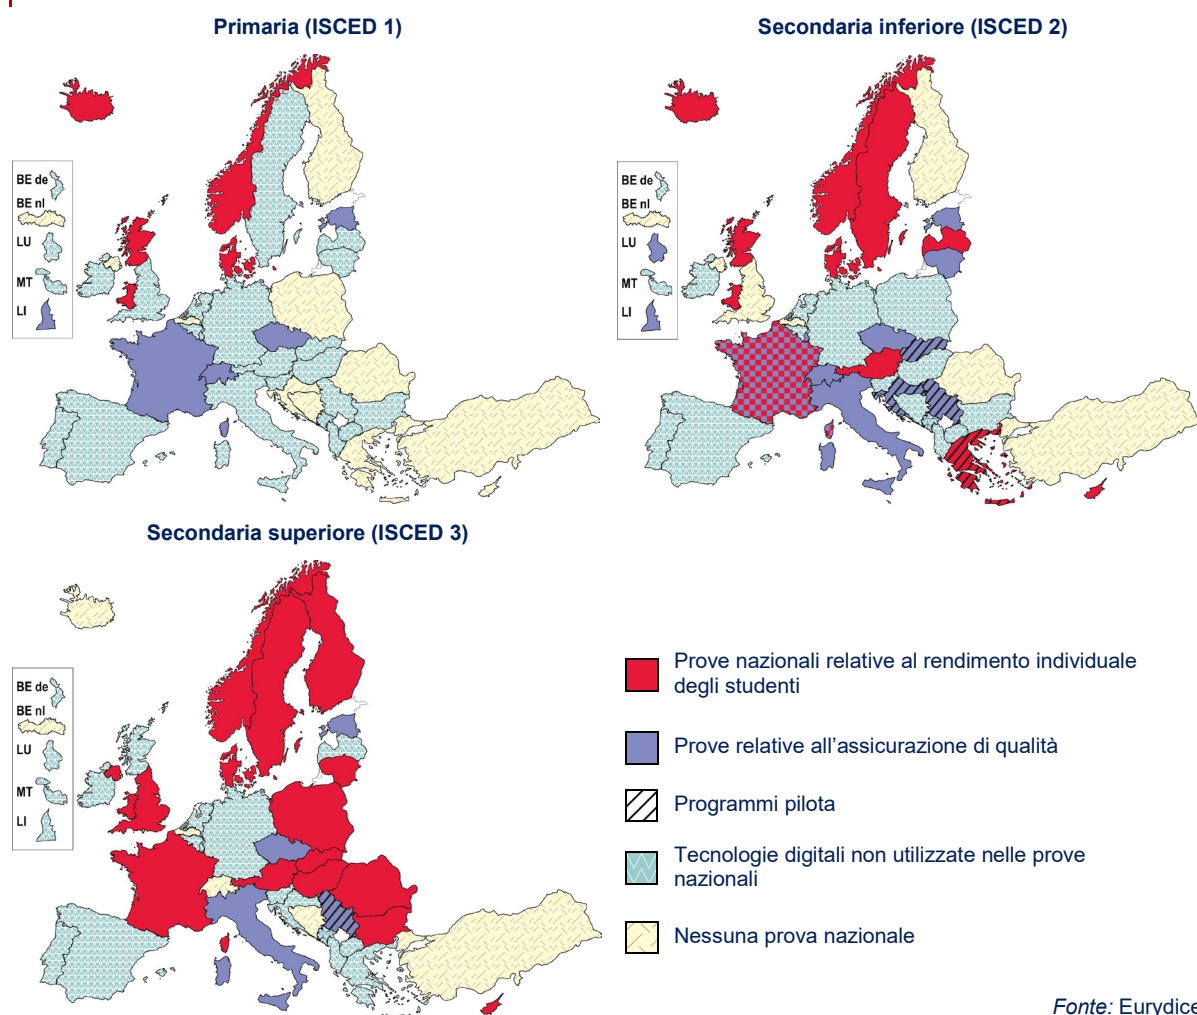 Primaria (ISCED 1)
Secondaria inferiore (ISCED 2)
BE de
BE nl
LU
MT
LI
BE de
BE nl
LU
MT
LI
Secondaria superiore (ISCED 3)
BE de
BE nl
LU
MT
LI
Prove nazionali relative al rendimento individuale
degli studenti
Prove relative all’assicurazione di qualità
Programmi pilota
Tecnologie digitali non utilizzate nelle prove
nazionali
Nessuna prova nazionale
Fonte: Eurydice